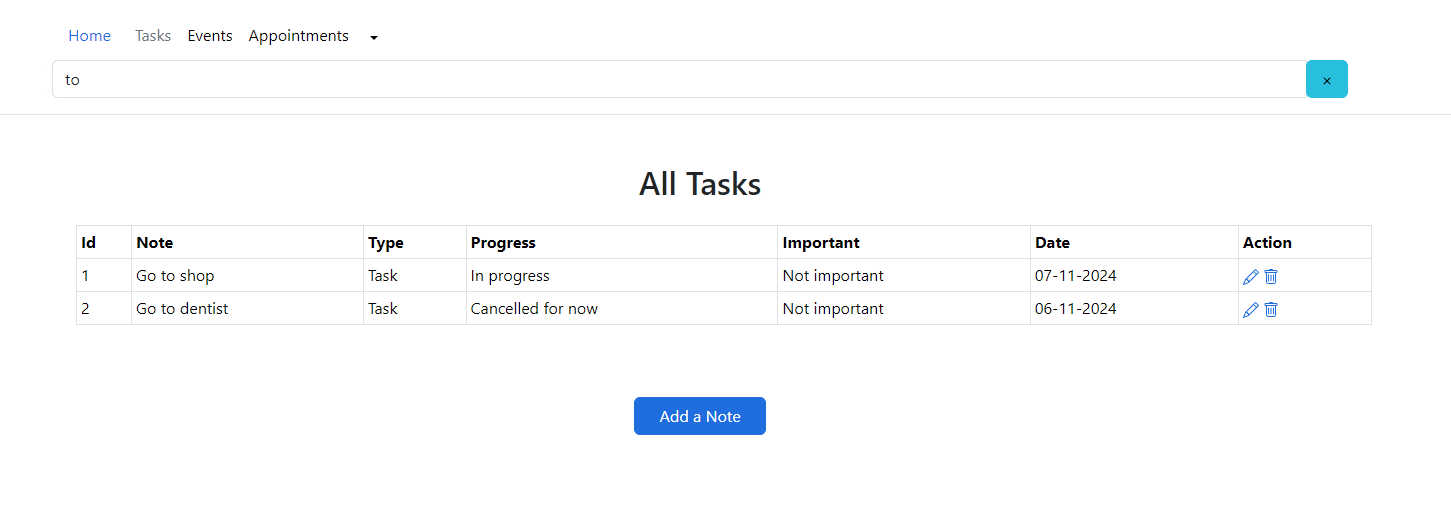 Home Tasks Events Appointments
to ×
All Tasks
Id Note Type Progress Important Date Action
1 Go to shop Task In progress Not important 07-11-2024
2 Go to dentist Task Cancelled for now Not important 06-11-2024
Add a Note